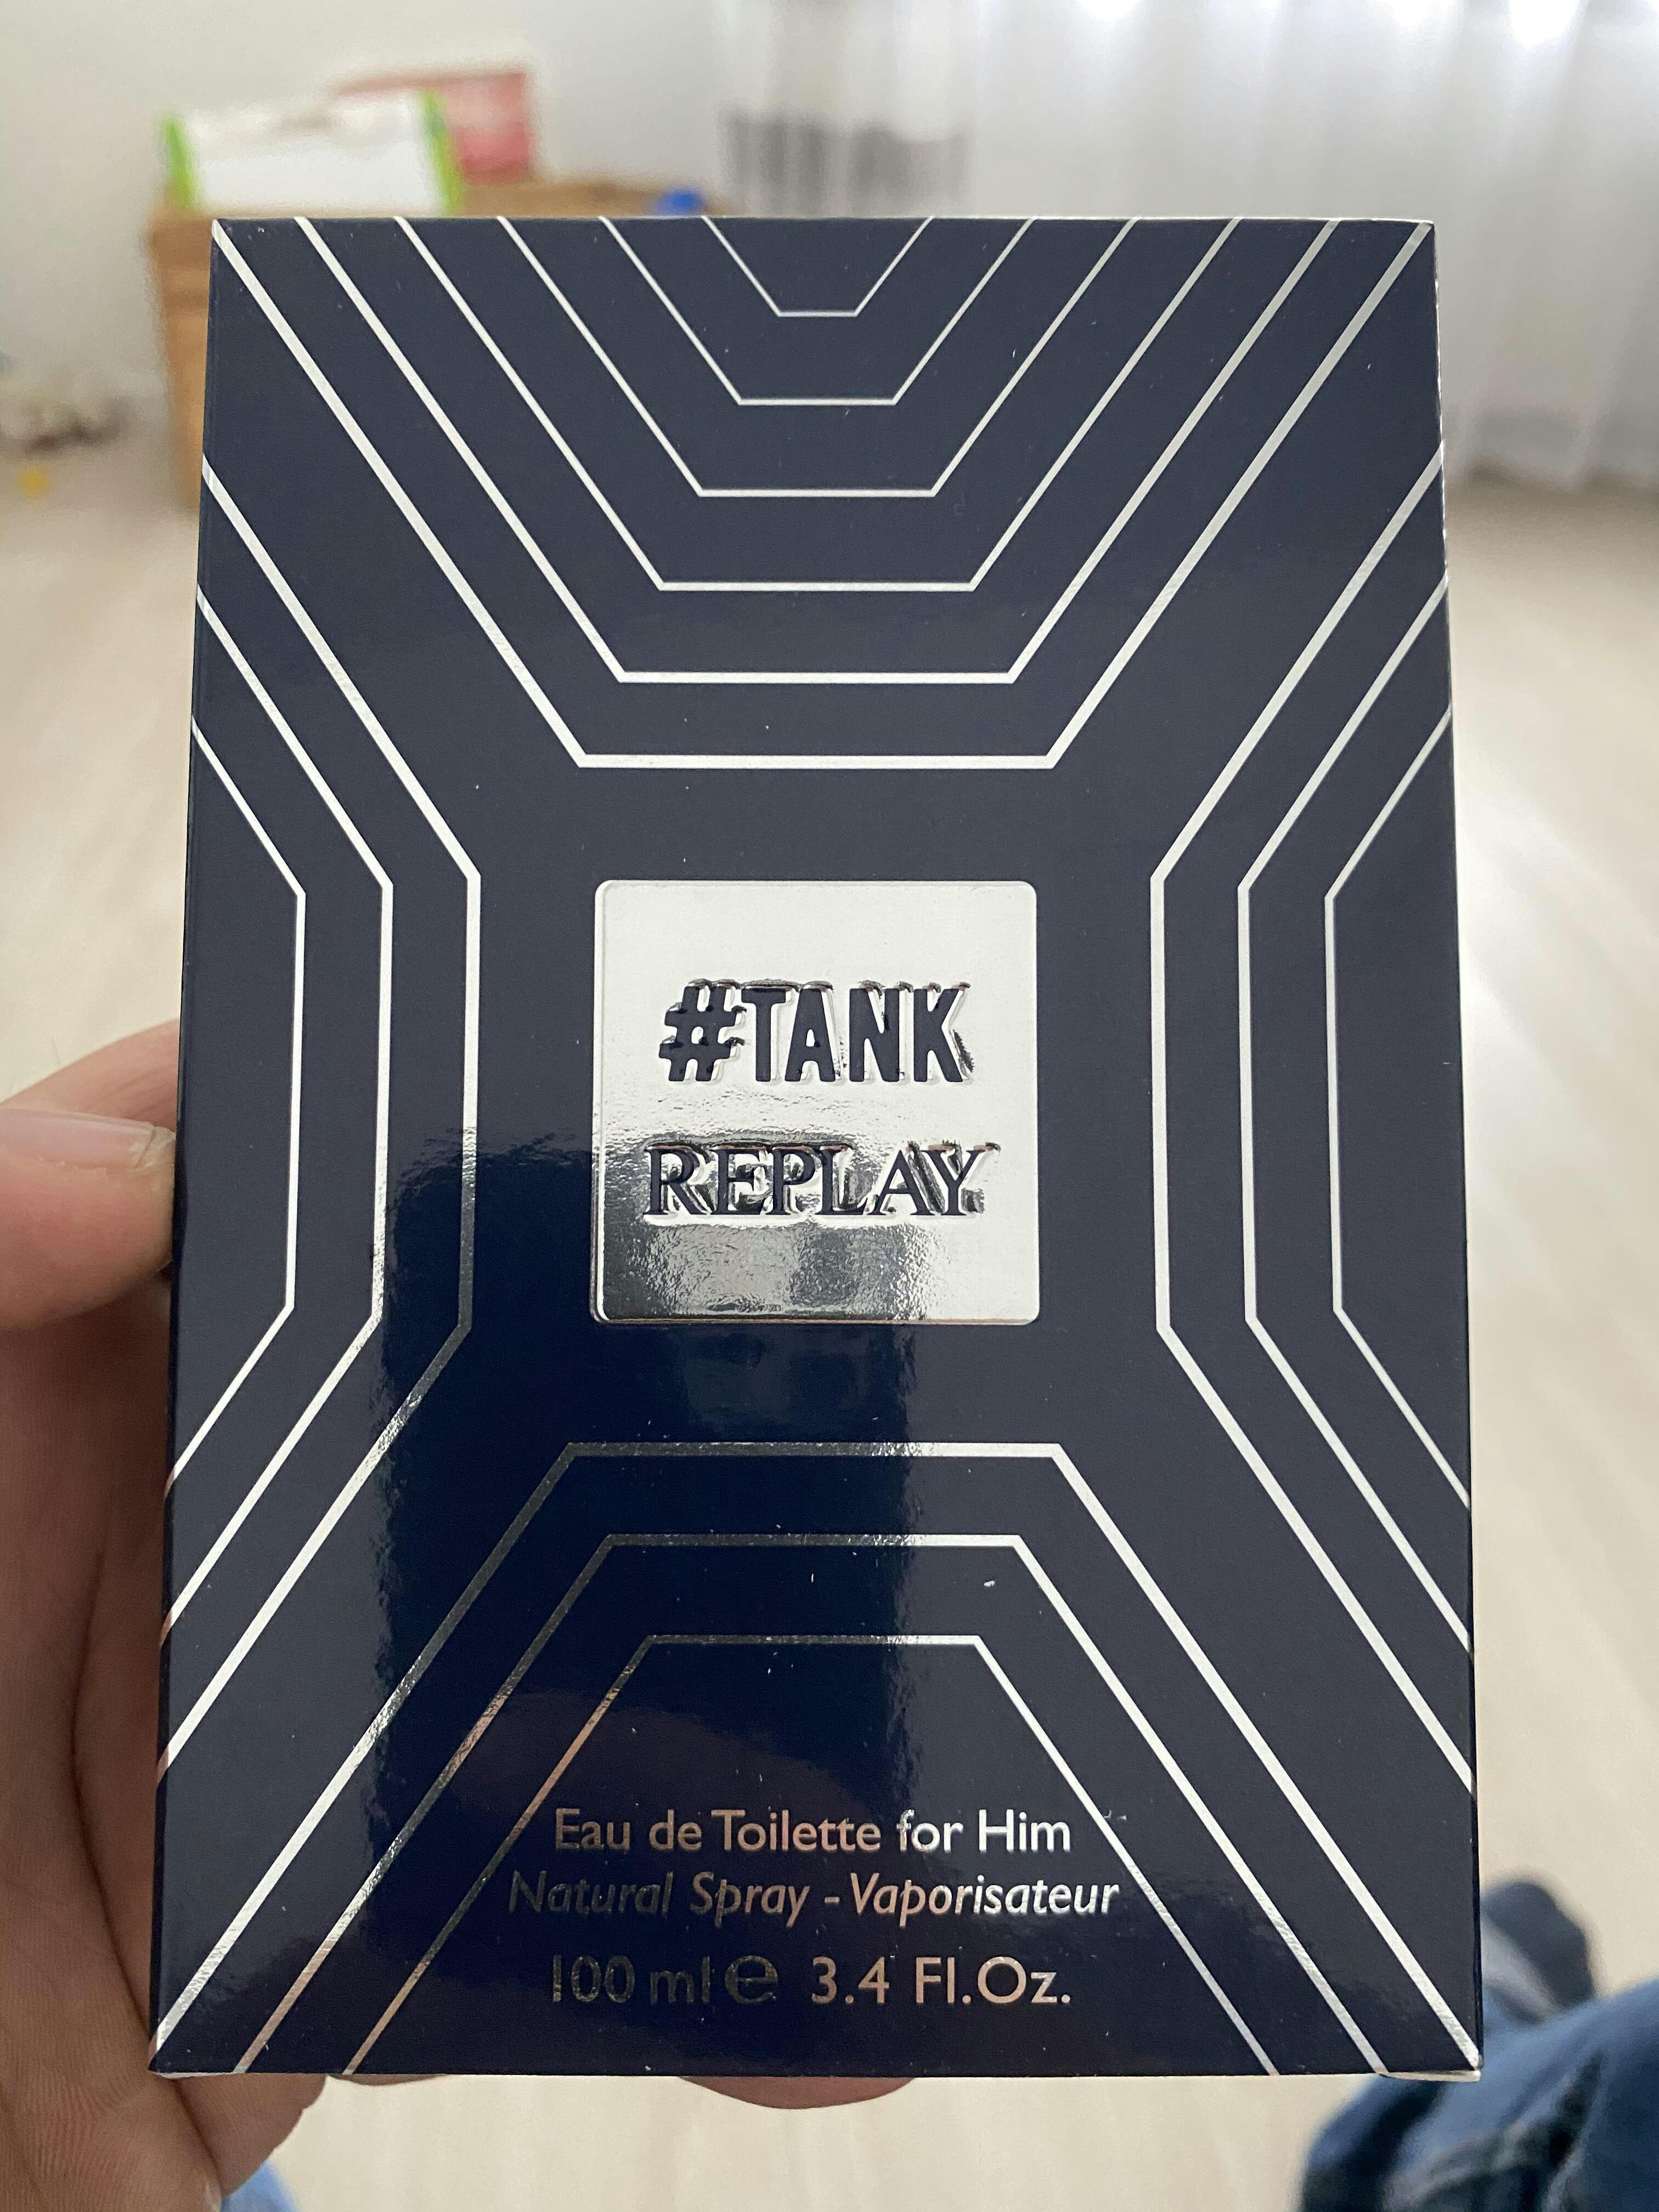 #TANK
REPLAY
Eau de Toilette for Him
Natural Spray - Vaporisateur
100 ml ℮ 3.4 Fl.Oz.